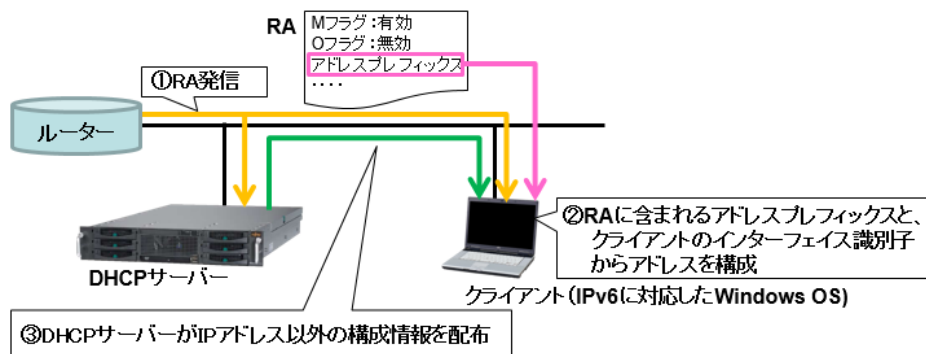 RA
Mフラグ:有効
Oフラグ:無効
アドレスプレフィックス
....
①RA発信
ルーター
②RAに含まれるアドレスプレフィックスと、
クライアントのインターフェイス識別子
からアドレスを構成
DHCPサーバー
クライアント(IPv6に対応したWindows OS)
③DHCPサーバーがIPアドレス以外の構成情報を配布